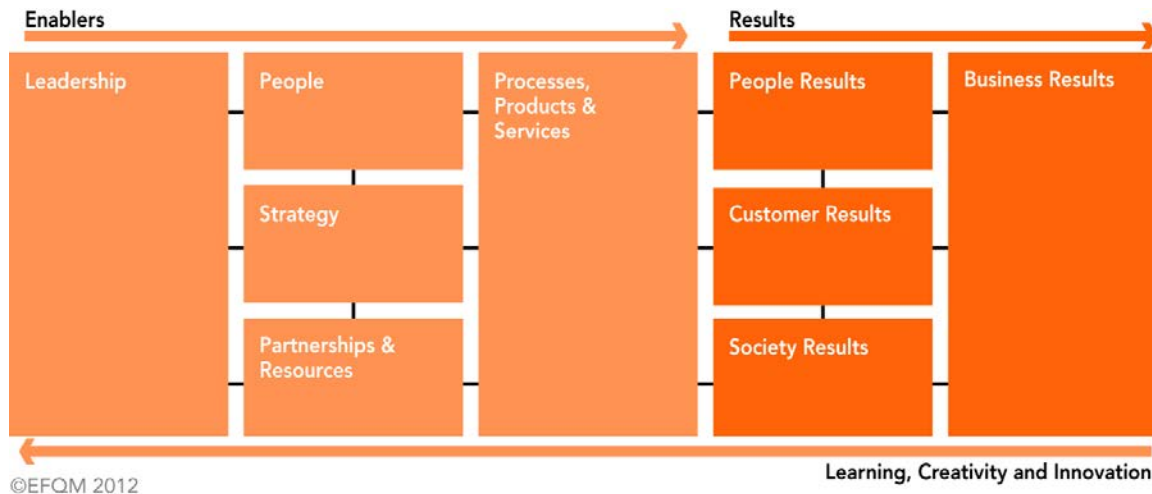 Enablers
Results
Leadership
People
Processes,
Products &
Services
People Results
Business Results
Strategy
Customer Results
Partnerships &
Resources
Society Results
Learning, Creativity and Innovation
©EFQM 2012